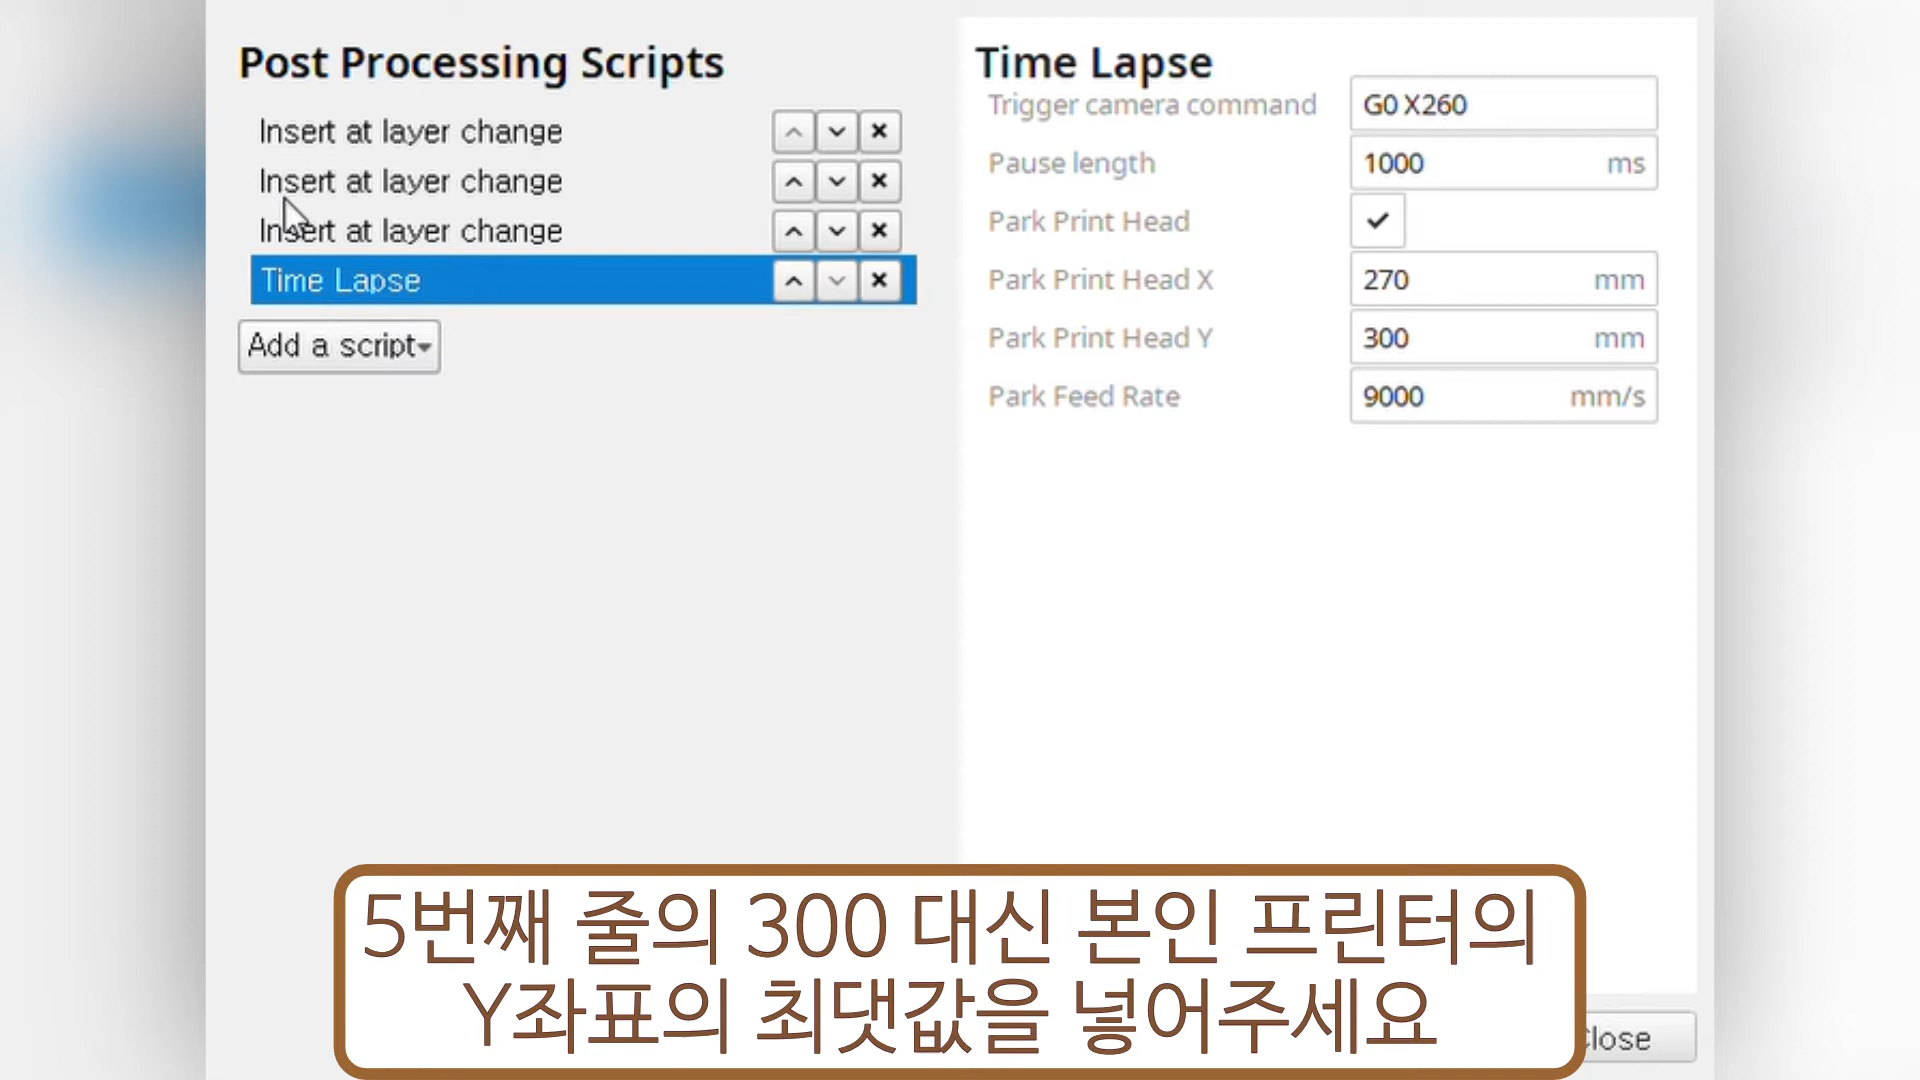 Post Processing Scripts
Insert at layer change
Insert at layer change
Insert at layer change
Time Lapse
Add a script
Time Lapse
Trigger camera command G0 X260
Pause length 1000 ms
Park Print Head
Park Print Head X 270 mm
Park Print Head Y 300 mm
Park Feed Rate 9000 mm/s
5번째 줄의 300 대신 본인 프린터의
Y좌표의 최댓값을 넣어주세요
Close